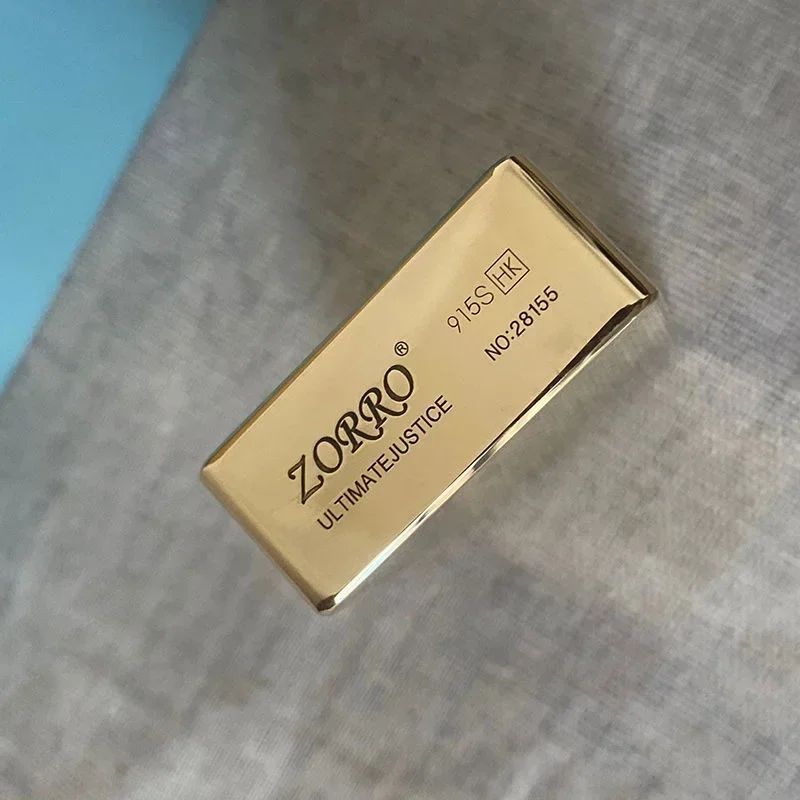 ZORRO®
ULTIMATEJUSTICE
915S HK
NO:28155